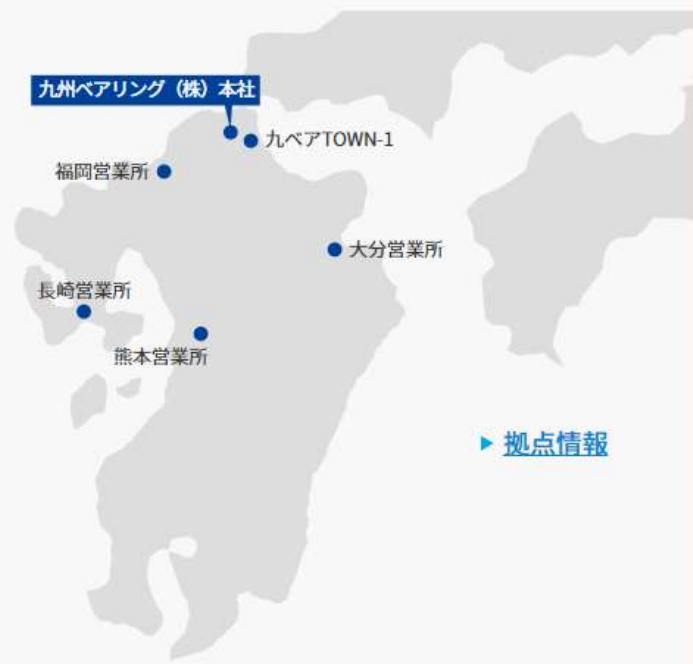 九州ベアリング（株）本社
九ベアTOWN-1
福岡営業所
大分営業所
長崎営業所
熊本営業所
拠点情報